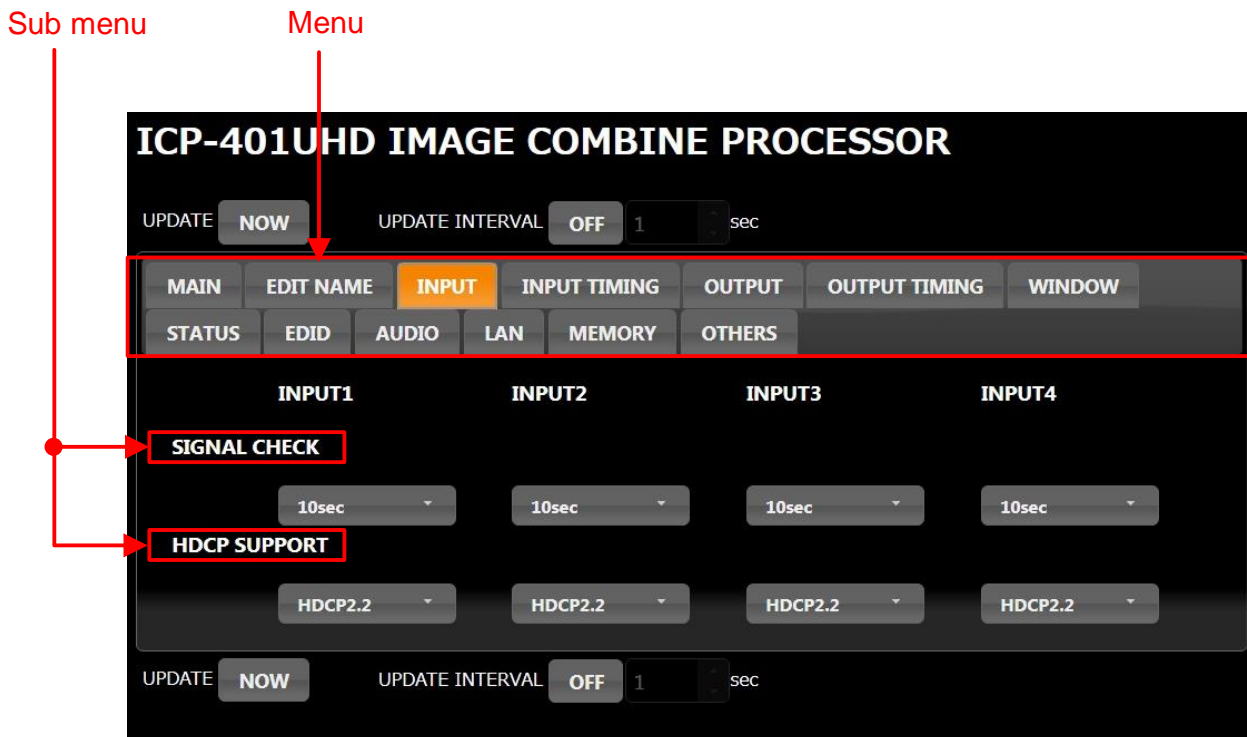 Sub menu Menu
ICP-401UHD IMAGE COMBINE PROCESSOR
UPDATE NOW UPDATE INTERVAL OFF 1 sec
MAIN EDIT NAME INPUT INPUT TIMING OUTPUT OUTPUT TIMING WINDOW
STATUS EDID AUDIO LAN MEMORY OTHERS
INPUT1 INPUT2 INPUT3 INPUT4
SIGNAL CHECK
10sec 10sec 10sec 10sec
HDCP SUPPORT
HDCP2.2 HDCP2.2 HDCP2.2 HDCP2.2
UPDATE NOW UPDATE INTERVAL OFF 1 sec